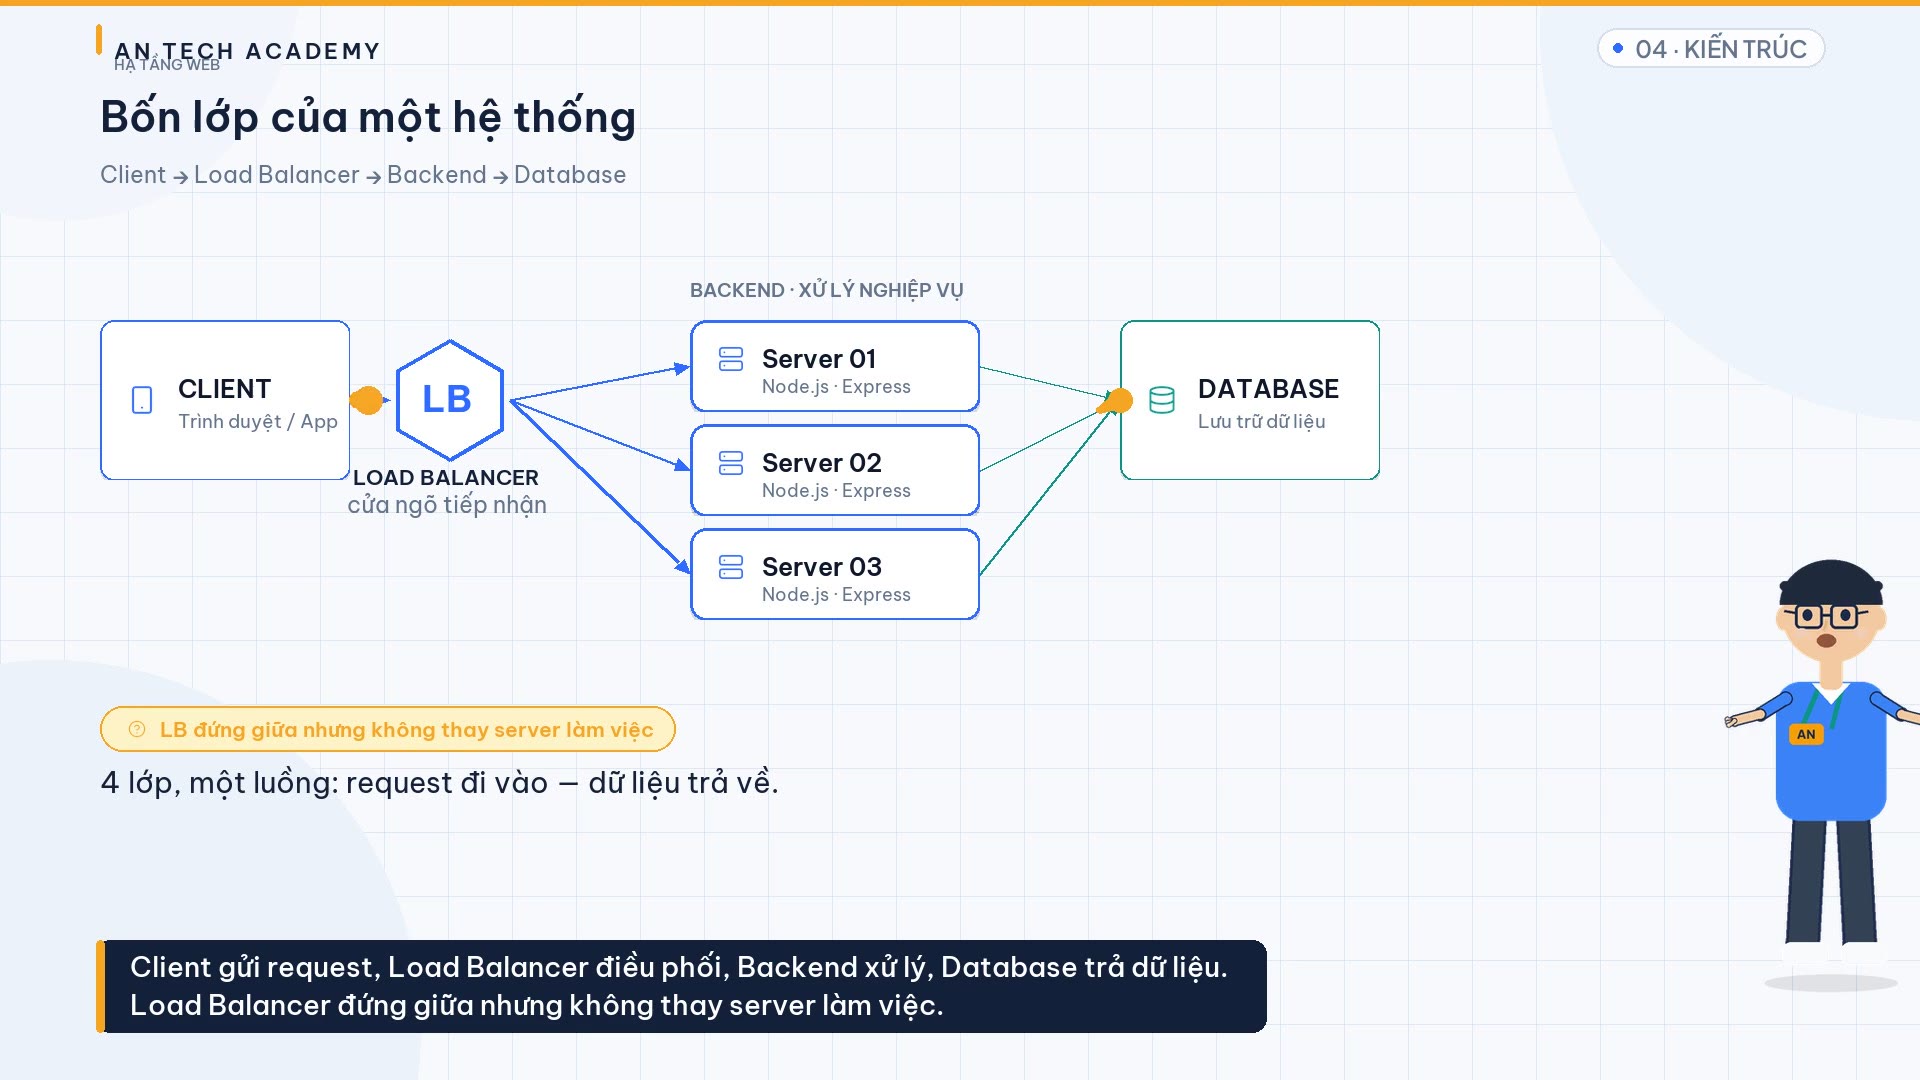 AN TECH ACADEMY
HẠ TẦNG WEB
04 · KIẾN TRÚC
Bốn lớp của một hệ thống
Client → Load Balancer → Backend → Database
BACKEND · XỬ LÝ NGHIỆP VỤ
CLIENT
Trình duyệt / App
LB
LOAD BALANCER
cửa ngõ tiếp nhận
Server 01
Node.js · Express
Server 02
Node.js · Express
Server 03
Node.js · Express
DATABASE
Lưu trữ dữ liệu
LB đứng giữa nhưng không thay server làm việc
4 lớp, một luồng: request đi vào — dữ liệu trả về.
AN
Client gửi request, Load Balancer điều phối, Backend xử lý, Database trả dữ liệu.
Load Balancer đứng giữa nhưng không thay server làm việc.